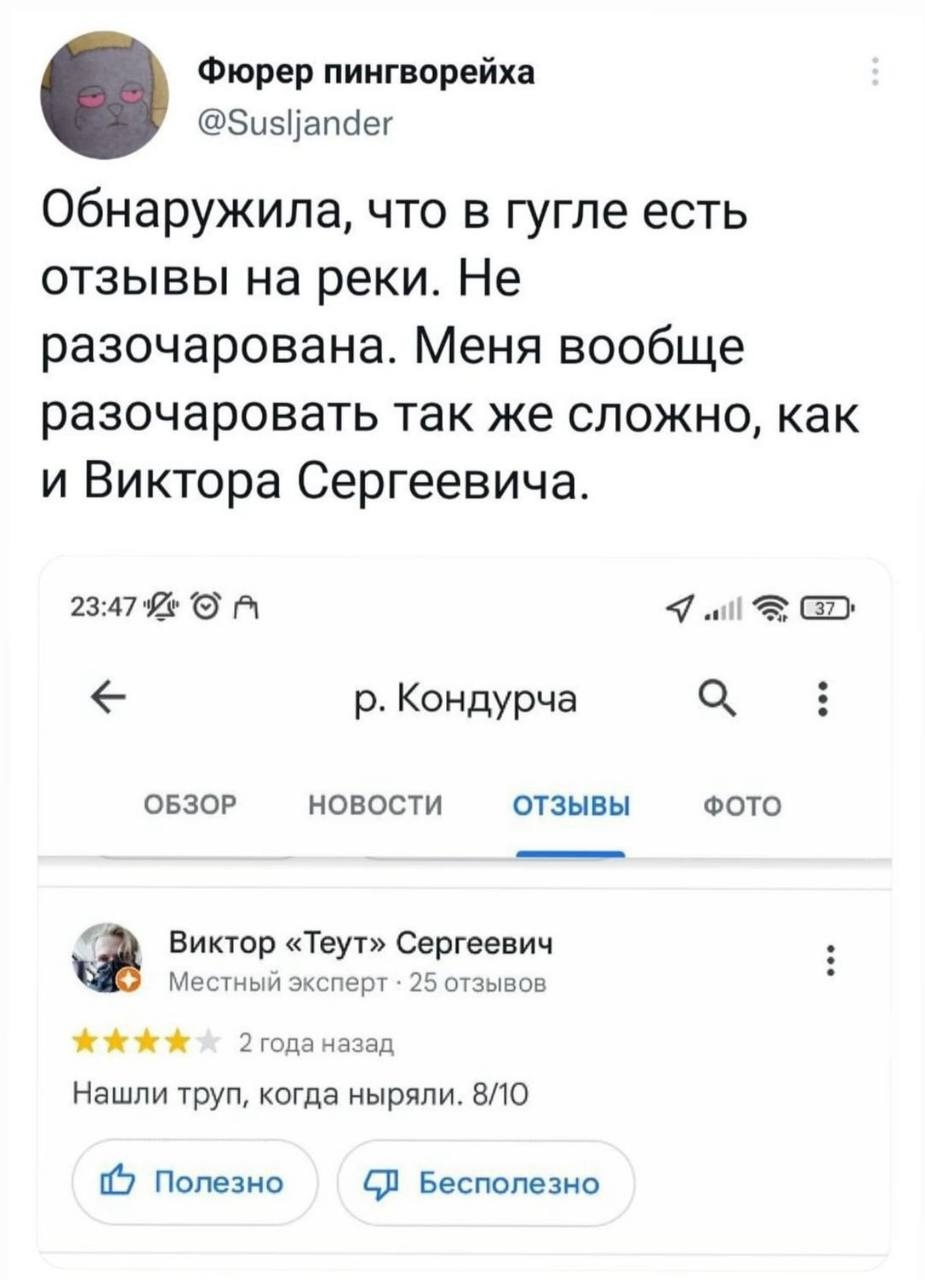 Фюрер пингворейха
@Susljander
Обнаружила, что в гугле есть
отзывы на реки. Не
разочарована. Меня вообще
разочаровать так же сложно, как
и Виктора Сергеевича.
23:47 37
р. Кондурча
ОБЗОР НОВОСТИ ОТЗЫВЫ ФОТО
Виктор «Теут» Сергеевич
Местный эксперт · 25 отзывов
2 года назад
Нашли труп, когда ныряли. 8/10
Полезно Бесполезно